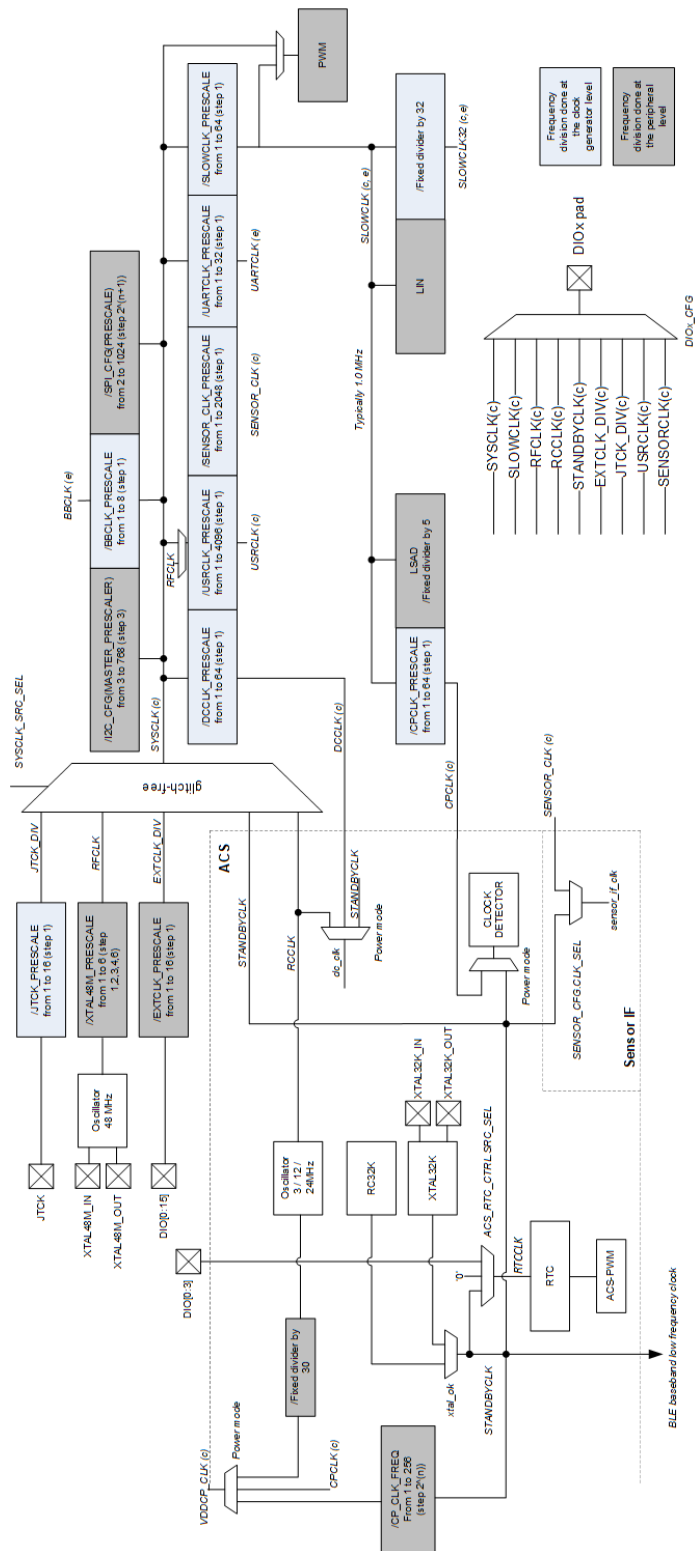 JTCK
/JTCK_PRESCALE
from 1 to 16 (step 1)
JTCK_DIV
XTAL48M_IN
XTAL48M_OUT
Oscillator
48 MHz
/XTAL48M_PRESCALE
from 1 to 6 (step
1,2,3,4,6)
RFCLK
DIO[0:15]
/EXTCLK_PRESCALE
from 1 to 16(step 1)
EXTCLK_DIV
SYSCLK_SRC_SEL
glitch-free
SYSCLK (c)
/I2C_CFG(MASTER_PRESCALER)
from 3 to 768 (step 3)
/BBCLK_PRESCALE
from 1 to 8 (step 1)
BBCLK (e)
/SPI_CFG(PRESCALE)
from 2 to 1024 (step 2^(n+1))
/DCCLK_PRESCALE
from 1 to 64 (step 1)
RFCLK
/USRCLK_PRESCALE
from 1 to 4096 (step 1)
USRCLK (c)
/SENSOR_CLK_PRESCALE
from 1 to 2048 (step 1)
SENSOR_CLK (c)
/UARTCLK_PRESCALE
from 1 to 32 (step 1)
UARTCLK (e)
/SLOWCLK_PRESCALE
from 1 to 64 (step 1)
PWM
DIO[0:3]
ACS
STANDBYCLK
RCCLK
Oscillator
3 / 12 /
24MHz
/Fixed divider by
30
VDDCP_CLK (c)
Power mode
CPCLK (c)
/CP_CLK_FREQ
From 1 to 256
(step 2^(n))
dc_clk
STANDBYCLK
Power mode
DCCLK (c)
RC32K
XTAL32K_IN
XTAL32K_OUT
XTAL32K
xtal_ok
STANDBYCLK
'0'
ACS_RTC_CTRL.SRC_SEL
RTCCLK
RTC
ACS-PWM
BLE baseband low frequency clock
CLOCK
DETECTOR
Power mode
CPCLK (c)
/CPCLK_PRESCALE
from 1 to 64 (step 1)
LSAD
/Fixed divider by 5
Typically 1.0 MHz
LIN
/Fixed divider by 32
SLOWCLK (c,e)
SLOWCLK32 (c,e)
SENSOR_CFG.CLK_SEL
SENSOR_CLK (c)
sensor_if_clk
Sensor IF
SYSCLK(c)
SLOWCLK(c)
RFCLK(c)
RCCLK(c)
STANDBYCLK(c)
EXTCLK_DIV(c)
JTCK_DIV(c)
USRCLK(c)
SENSORCLK(c)
DIOx pad
DIOx_CFG
Frequency
division done at
the clock
generator level
Frequency
division done at
the peripheral
level